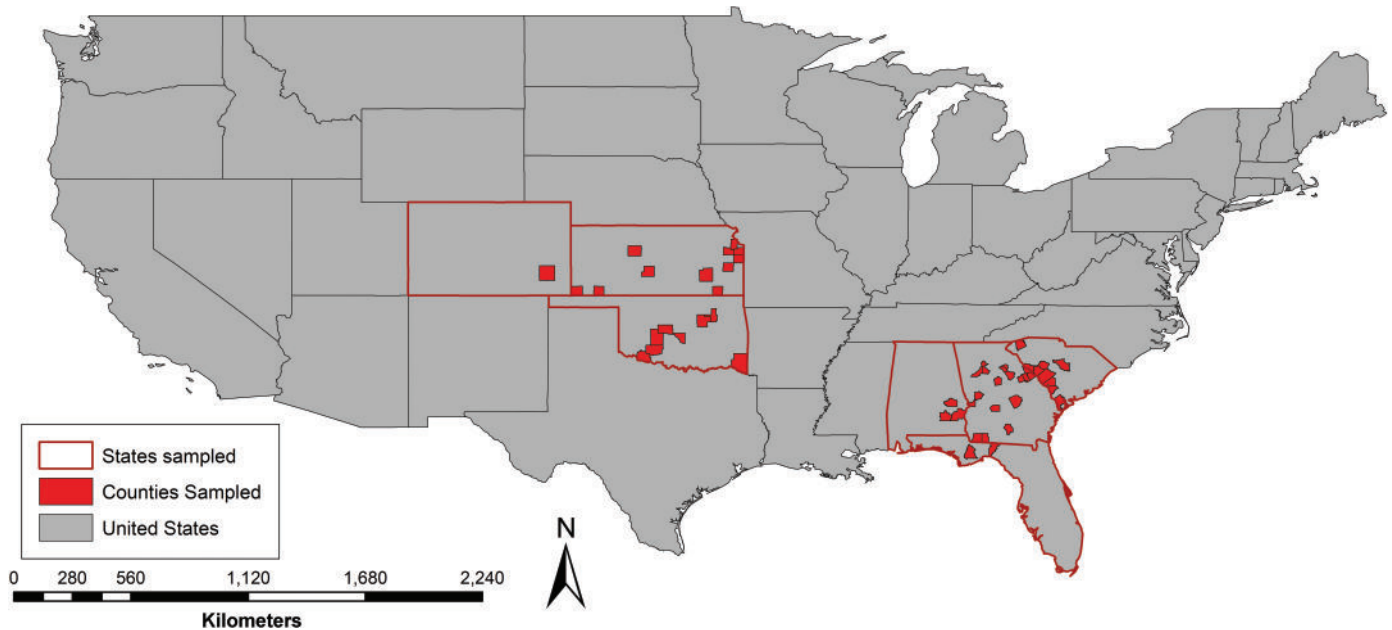 States sampled
Counties Sampled
United States
N
0 280 560 1,120 1,680 2,240
Kilometers